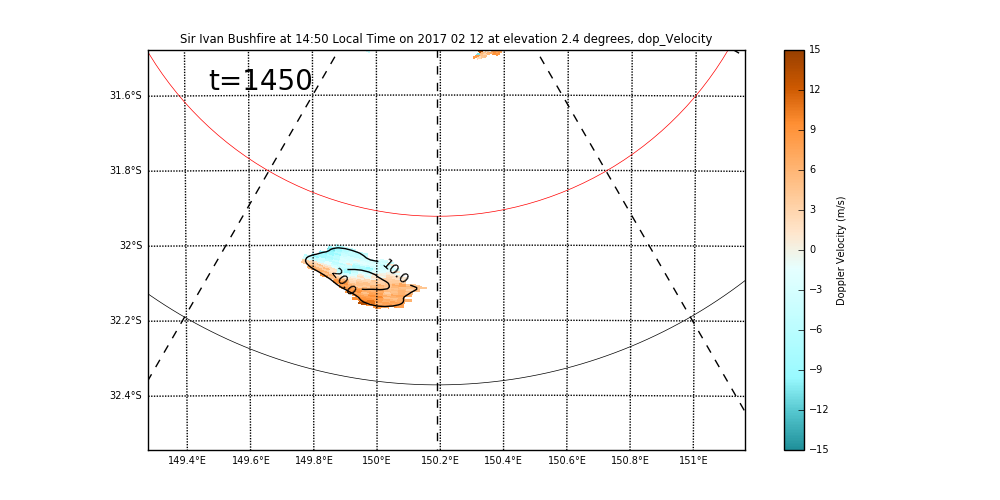 Sir Ivan Bushfire at 14:50 Local Time on 2017 02 12 at elevation 2.4 degrees, dop_Velocity
t=1450
31.6°S
31.8°S
32°S
32.2°S
32.4°S
10.0
20.0
149.4°E 149.6°E 149.8°E 150°E 150.2°E 150.4°E 150.6°E 150.8°E 151°E
15
12
9
6
3
0
−3
−6
−9
−12
−15
Doppler Velocity (m/s)